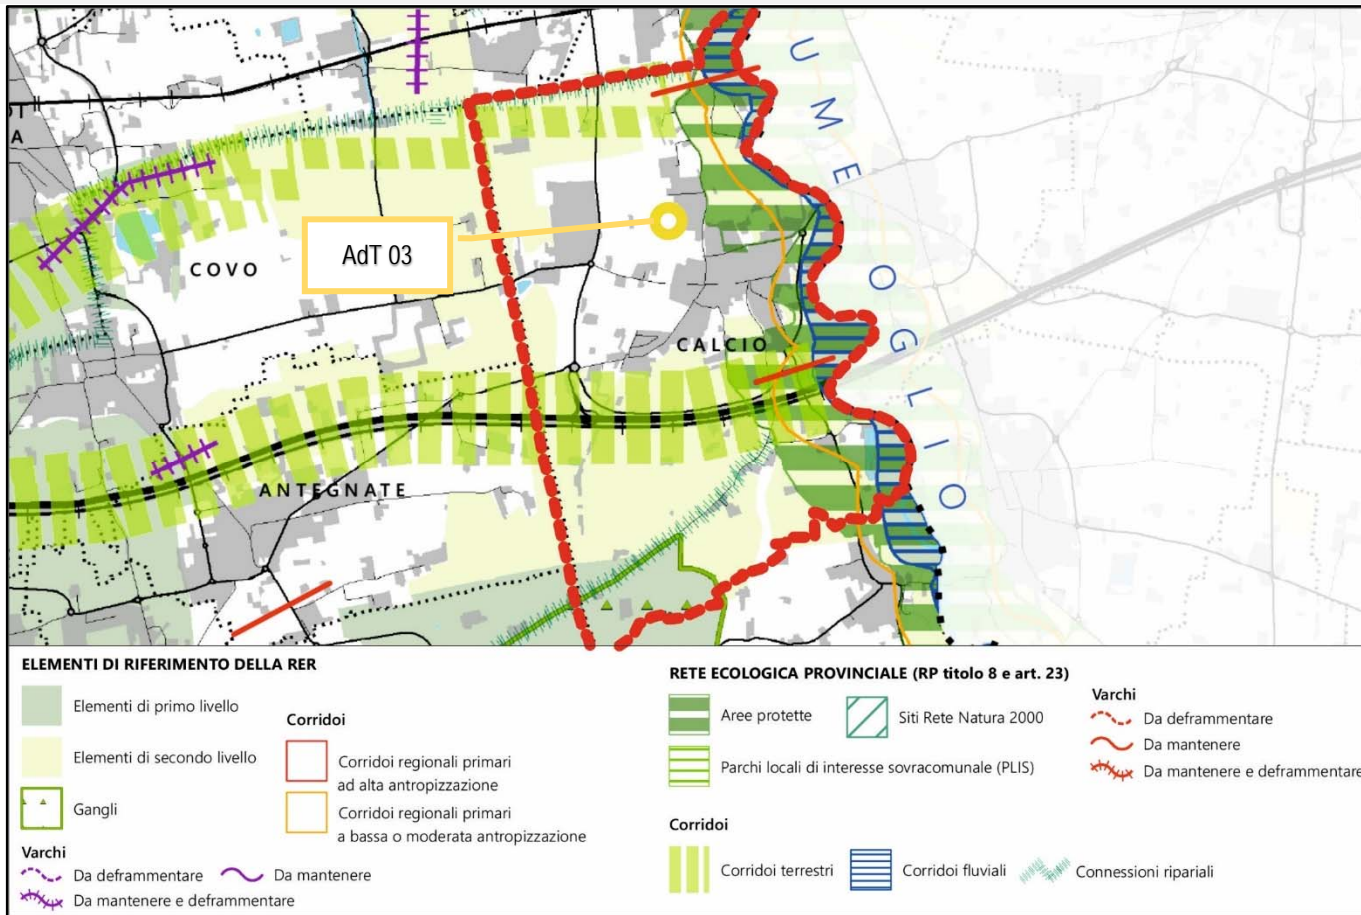 UME OGLIO
OI
A
COVO
AdT 03
CALCIO
ANTEGNATE
ELEMENTI DI RIFERIMENTO DELLA RER
Elementi di primo livello
Elementi di secondo livello
Gangli
Varchi
Da deframmentare
Da mantenere
Da mantenere e deframmentare
Corridoi
Corridoi regionali primari
ad alta antropizzazione
Corridoi regionali primari
a bassa o moderata antropizzazione
RETE ECOLOGICA PROVINCIALE (RP titolo 8 e art. 23)
Aree protette
Siti Rete Natura 2000
Parchi locali di interesse sovracomunale (PLIS)
Corridoi
Corridoi terrestri
Corridoi fluviali
Connessioni ripariali
Varchi
Da deframmentare
Da mantenere
Da mantenere e deframmentare